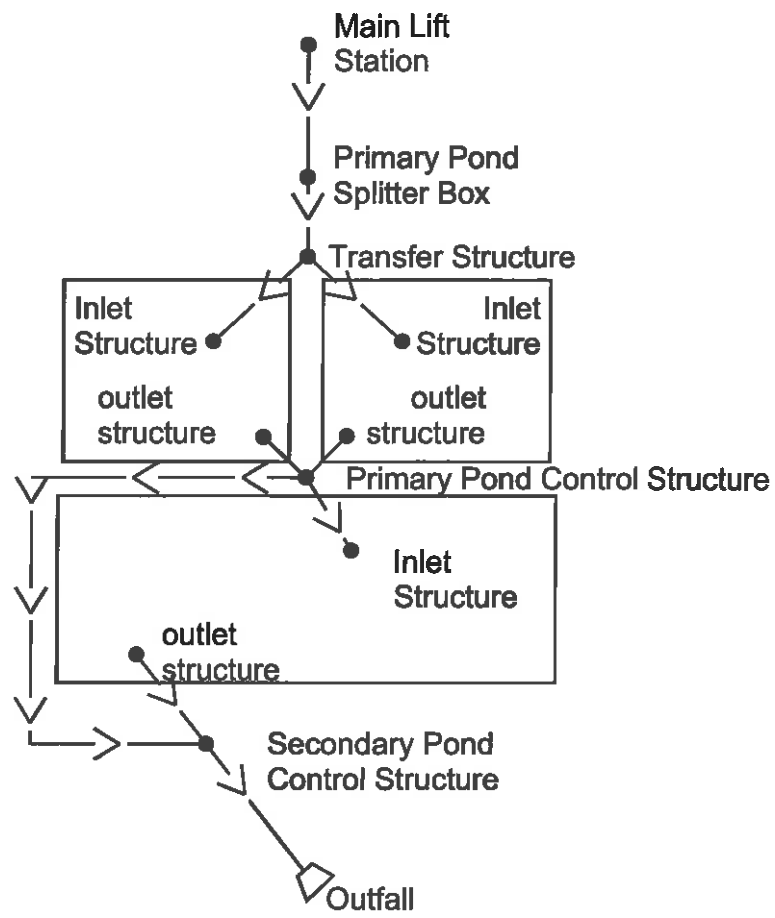 Main Lift
Station
Primary Pond
Splitter Box
Transfer Structure
Inlet
Structure
Inlet
Structure
outlet
structure
outlet
structure
Primary Pond Control Structure
Inlet
Structure
outlet
structure
Secondary Pond
Control Structure
Outfall